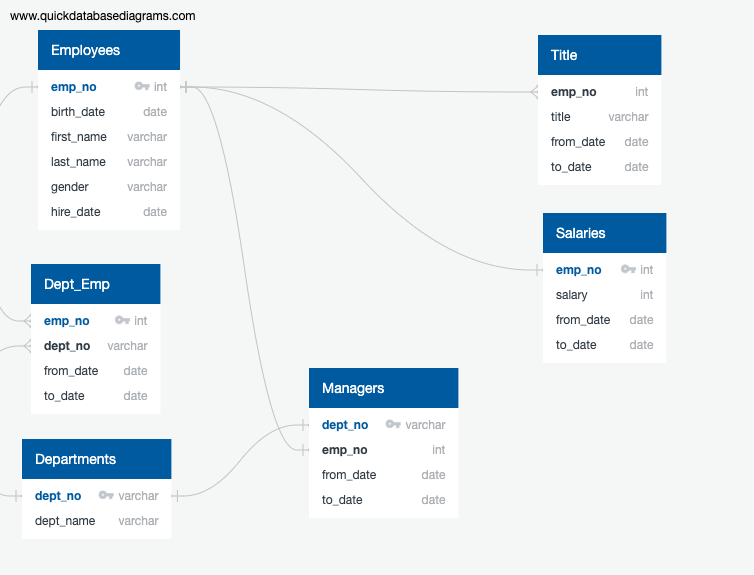 www.quickdatabasediagrams.com
Employees
emp_no int
birth_date date
first_name varchar
last_name varchar
gender varchar
hire_date date
Title
emp_no int
title varchar
from_date date
to_date date
Salaries
emp_no int
salary int
from_date date
to_date date
Dept_Emp
emp_no int
dept_no varchar
from_date date
to_date date
Managers
dept_no varchar
emp_no int
from_date date
to_date date
Departments
dept_no varchar
dept_name varchar